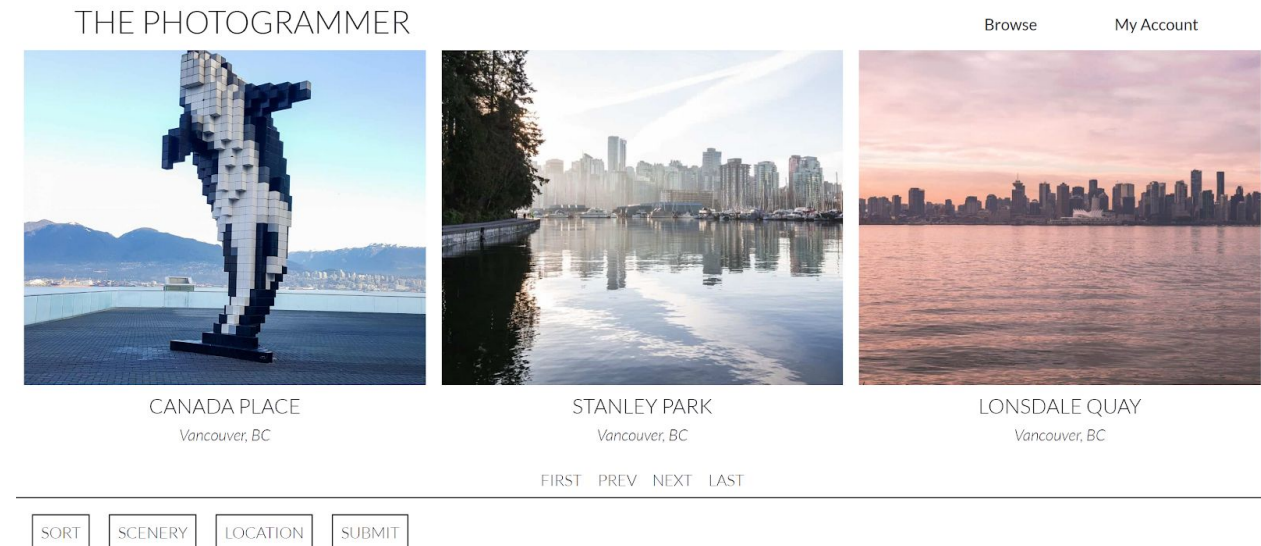 THE PHOTOGRAMMER
Browse
My Account
CANADA PLACE
Vancouver, BC
STANLEY PARK
Vancouver, BC
LONSDALE QUAY
Vancouver, BC
FIRST PREV NEXT LAST
SORT SCENERY LOCATION SUBMIT